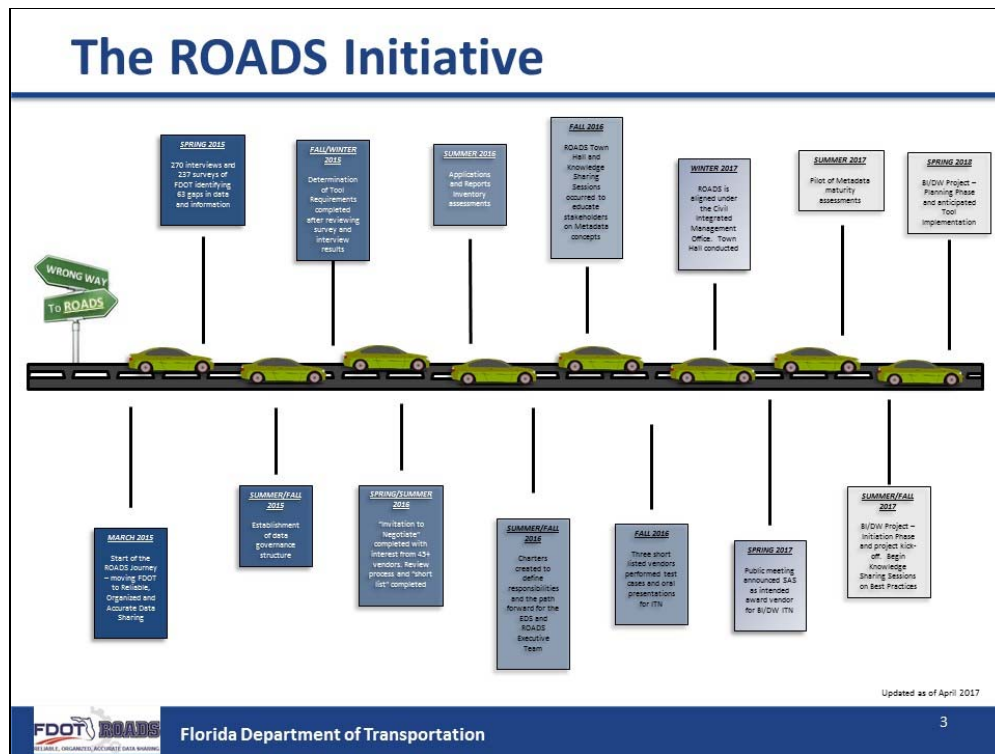 The ROADS Initiative
SPRING 2015
270 interviews and
237 surveys of
FDOT identifying
63 gaps in data
and information
FALL/WINTER
2015
Determination
of Tool
Requirements
completed
after reviewing
survey and
interview
results
SUMMER 2016
Applications
and Reports
Inventory
assessments
FALL 2016
ROADS Town
Hall and
Knowledge
Sharing
Sessions
occurred to
educate
stakeholders
on Metadata
concepts
WINTER 2017
ROADS is
aligned under
the Civil
Integrated
Management
Office. Town
Hall conducted
SUMMER 2017
Pilot of Metadata
maturity
assessments
SPRING 2018
BI/DW Project –
Planning Phase
and anticipated
Tool
Implementation
WRONG WAY
To ROADS
MARCH 2015
Start of the
ROADS Journey
– moving FDOT
to Reliable,
Organized and
Accurate Data
Sharing
SUMMER/FALL
2015
Establishment
of data
governance
structure
SPRING/SUMMER
2016
"Invitation to
Negotiate"
completed with
interest from 43+
vendors. Review
process and "short
list" completed
SUMMER/FALL
2016
Charters
created to
define
responsibilities
and the path
forward for the
EDS and
ROADS
Executive
Team
FALL 2016
Three short
listed vendors
performed test
cases and oral
presentations
for ITN
SPRING 2017
Public meeting
announced SAS
as intended
award vendor
for BI/DW ITN
SUMMER/FALL
2017
BI/DW Project –
Initiation Phase
and project kick-
off. Begin
Knowledge
Sharing Sessions
on Best Practices
Updated as of April 2017
FDOT ROADS
RELIABLE, ORGANIZED, ACCURATE DATA SHARING
Florida Department of Transportation
3